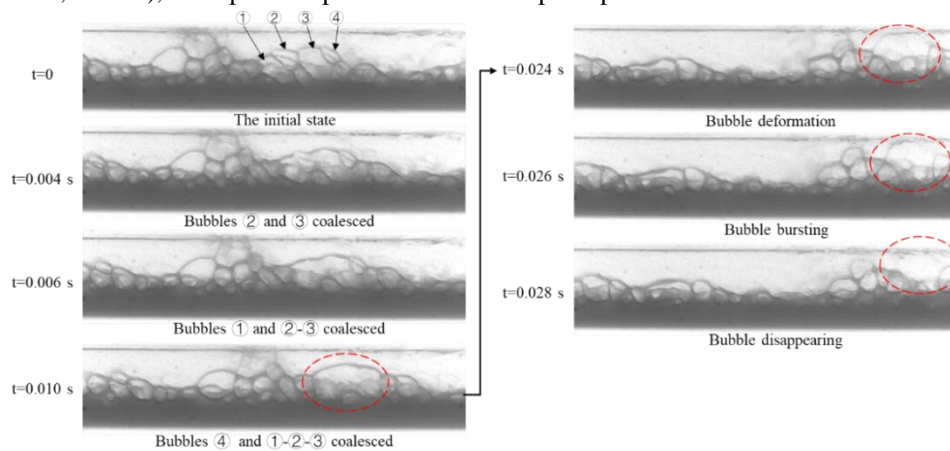 ① ② ③ ④
t=0
The initial state
t=0.004 s
Bubbles ② and ③ coalesced
t=0.006 s
Bubbles ① and ②-③ coalesced
t=0.010 s
Bubbles ④ and ①-②-③ coalesced
t=0.024 s
Bubble deformation
t=0.026 s
Bubble bursting
t=0.028 s
Bubble disappearing